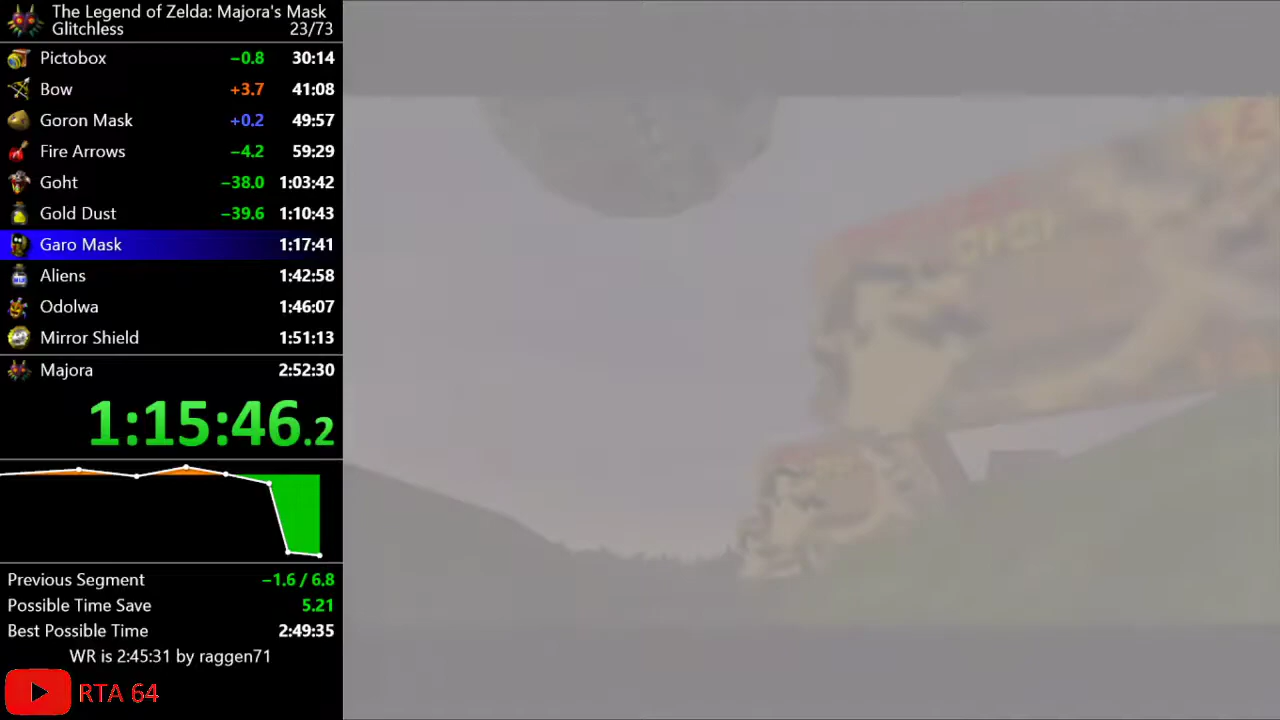 The Legend of Zelda: Majora's Mask
Glitchless 23/73
Pictobox −0.8 30:14
Bow +3.7 41:08
Goron Mask +0.2 49:57
Fire Arrows −4.2 59:29
Goht −38.0 1:03:42
Gold Dust −39.6 1:10:43
Garo Mask 1:17:41
Aliens 1:42:58
Odolwa 1:46:07
Mirror Shield 1:51:13
Majora 2:52:30
1:15:46.2
Previous Segment −1.6 / 6.8
Possible Time Save 5.21
Best Possible Time 2:49:35
WR is 2:45:31 by raggen71
RTA 64